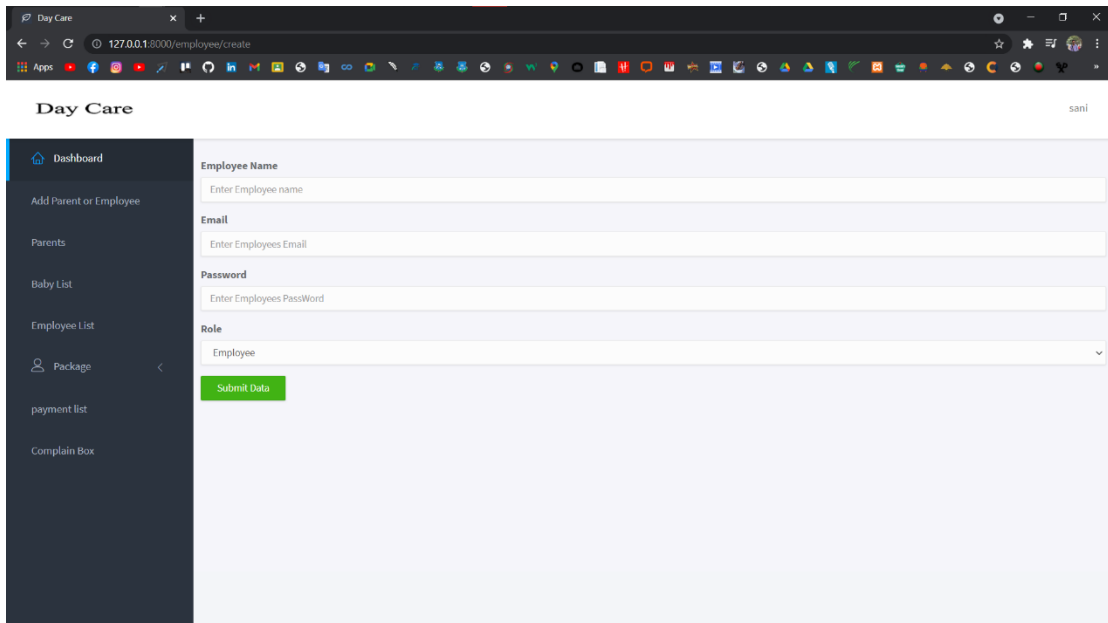 Day Care
127.0.0.1:8000/employee/create
Apps
Day Care
sani
Dashboard
Add Parent or Employee
Parents
Baby List
Employee List
Package
payment list
Complain Box
Employee Name
Enter Employee name
Email
Enter Employees Email
Password
Enter Employees PassWord
Role
Employee
Submit Data